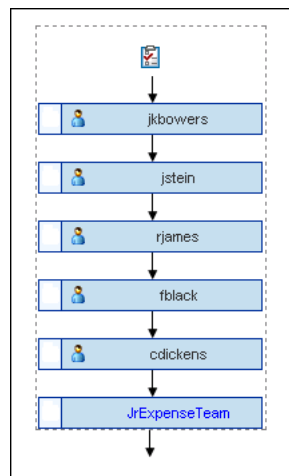 jkbowers
jstein
rjames
fblack
cdickens
JrExpenseTeam